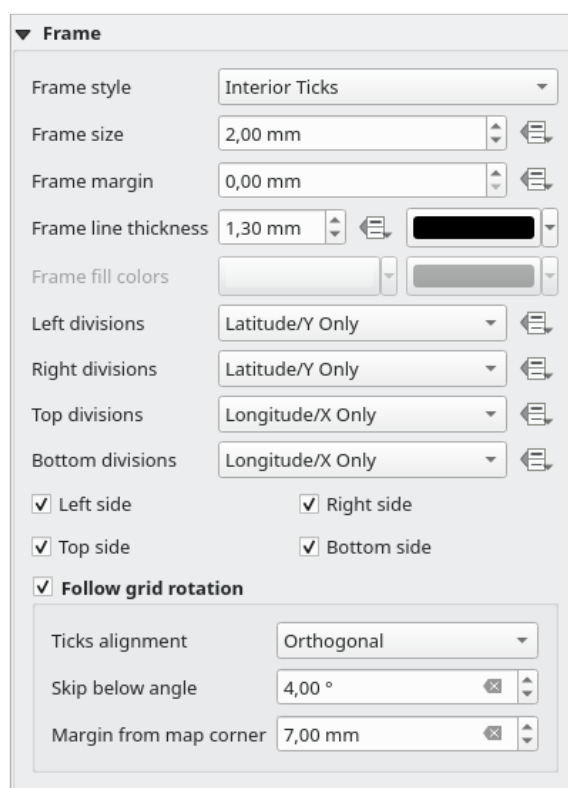 Frame
Frame style Interior Ticks
Frame size 2,00 mm
Frame margin 0,00 mm
Frame line thickness 1,30 mm
Frame fill colors
Left divisions Latitude/Y Only
Right divisions Latitude/Y Only
Top divisions Longitude/X Only
Bottom divisions Longitude/X Only
Left side Right side
Top side Bottom side
Follow grid rotation
Ticks alignment Orthogonal
Skip below angle 4,00 °
Margin from map corner 7,00 mm